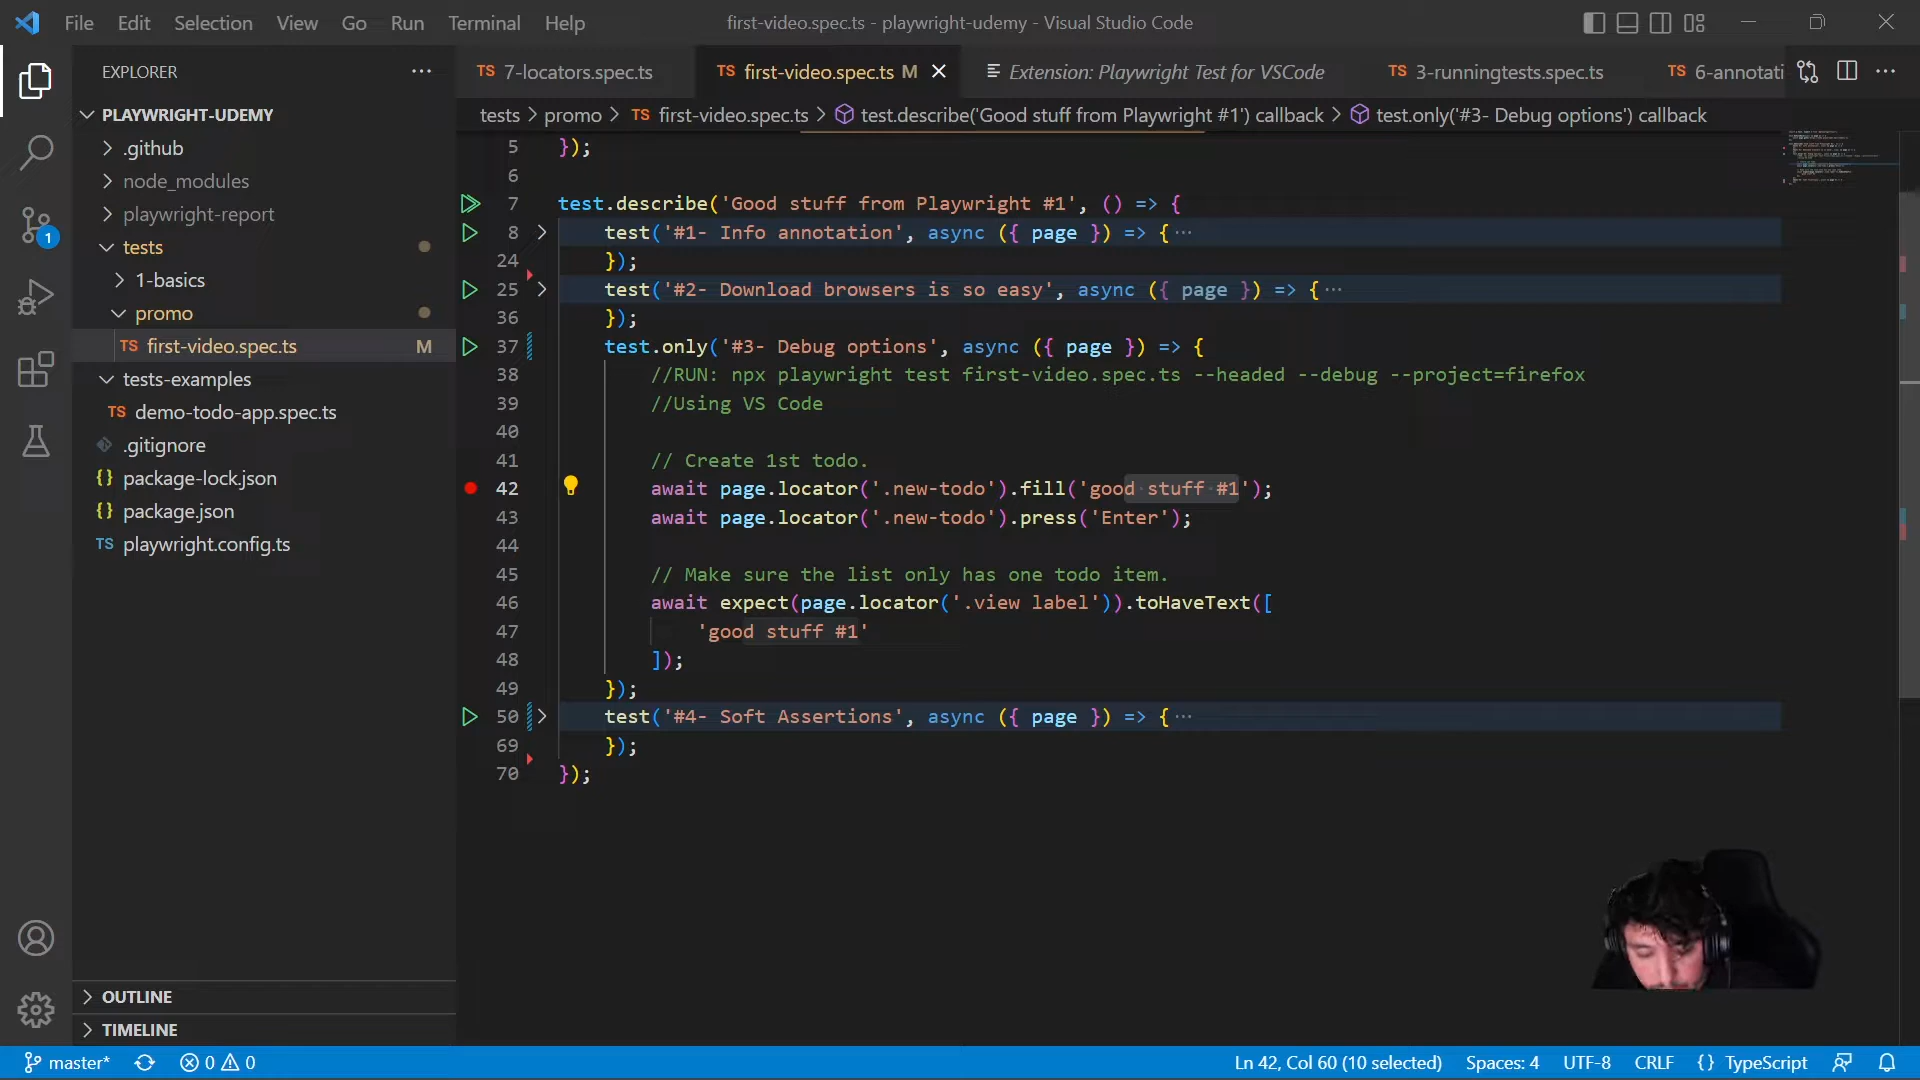 File Edit Selection View Go Run Terminal Help
first-video.spec.ts - playwright-udemy - Visual Studio Code
EXPLORER
TS 7-locators.spec.ts
TS first-video.spec.ts M
Extension: Playwright Test for VSCode
TS 3-runningtests.spec.ts
TS 6-annotati
PLAYWRIGHT-UDEMY
.github
node_modules
playwright-report
tests
1-basics
promo
TS first-video.spec.ts M
tests-examples
TS demo-todo-app.spec.ts
.gitignore
{} package-lock.json
{} package.json
TS playwright.config.ts
OUTLINE
TIMELINE
1
tests > promo > TS first-video.spec.ts > test.describe('Good stuff from Playwright #1') callback > test.only('#3- Debug options') callback
5 });
6
7 test.describe('Good stuff from Playwright #1', () => {
8 test('#1- Info annotation', async ({ page }) => {···
24 });
25 test('#2- Download browsers is so easy', async ({ page }) => {···
36 });
37 test.only('#3- Debug options', async ({ page }) => {
38 //RUN: npx playwright test first-video.spec.ts --headed --debug --project=firefox
39 //Using VS Code
40
41 // Create 1st todo.
42 await page.locator('.new-todo').fill('good stuff #1');
43 await page.locator('.new-todo').press('Enter');
44
45 // Make sure the list only has one todo item.
46 await expect(page.locator('.view label')).toHaveText([
47 'good stuff #1'
48 ]);
49 });
50 test('#4- Soft Assertions', async ({ page }) => {···
69 });
70 });
master* 0 0
Ln 42, Col 60 (10 selected) Spaces: 4 UTF-8 CRLF {} TypeScript